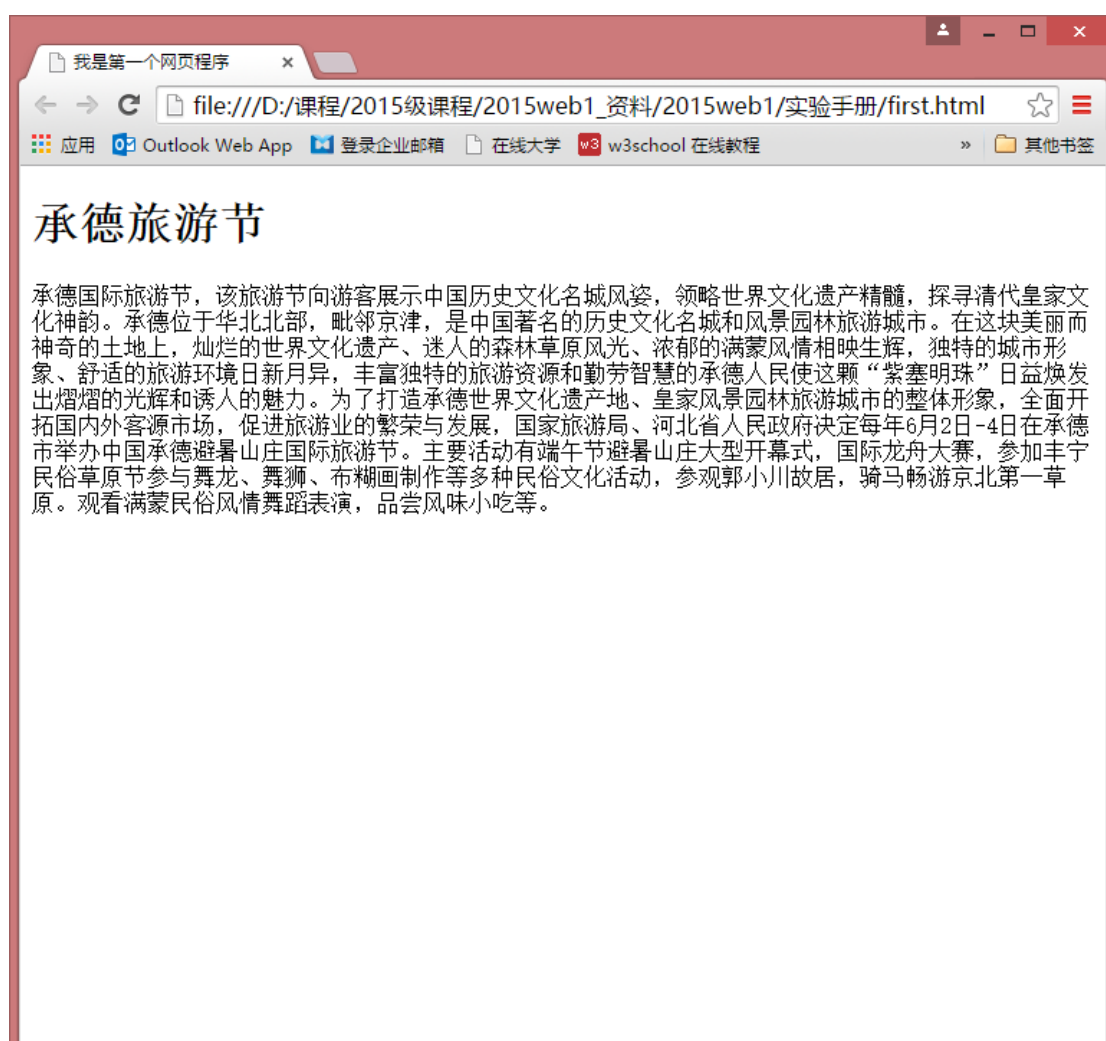 我是第一个网页程序
file:///D:/课程/2015级课程/2015web1_资料/2015web1/实验手册/first.html
应用 Outlook Web App 登录企业邮箱 在线大学 w3 w3school 在线教程 » 其他书签
承德旅游节
承德国际旅游节，该旅游节向游客展示中国历史文化名城风姿，领略世界文化遗产精髓，探寻清代皇家文
化神韵。承德位于华北北部，毗邻京津，是中国著名的历史文化名城和风景园林旅游城市。在这块美丽而
神奇的土地上，灿烂的世界文化遗产、迷人的森林草原风光、浓郁的满蒙风情相映生辉，独特的城市形
象、舒适的旅游环境日新月异，丰富独特的旅游资源和勤劳智慧的承德人民使这颗“紫塞明珠”日益焕发
出熠熠的光辉和诱人的魅力。为了打造承德世界文化遗产地、皇家风景园林旅游城市的整体形象，全面开
拓国内外客源市场，促进旅游业的繁荣与发展，国家旅游局、河北省人民政府决定每年6月2日-4日在承德
市举办中国承德避暑山庄国际旅游节。主要活动有端午节避暑山庄大型开幕式，国际龙舟大赛，参加丰宁
民俗草原节参与舞龙、舞狮、布糊画制作等多种民俗文化活动，参观郭小川故居，骑马畅游京北第一草
原。观看满蒙民俗风情舞蹈表演，品尝风味小吃等。